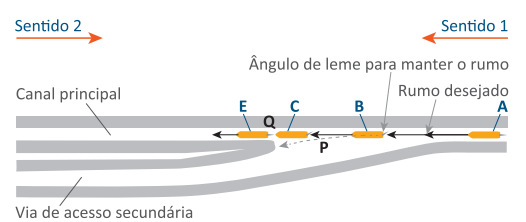 Sentido 2
Sentido 1
Ângulo de leme para manter o rumo
Rumo desejado
Canal principal
E
Q
C
B
A
P
Via de acesso secundária